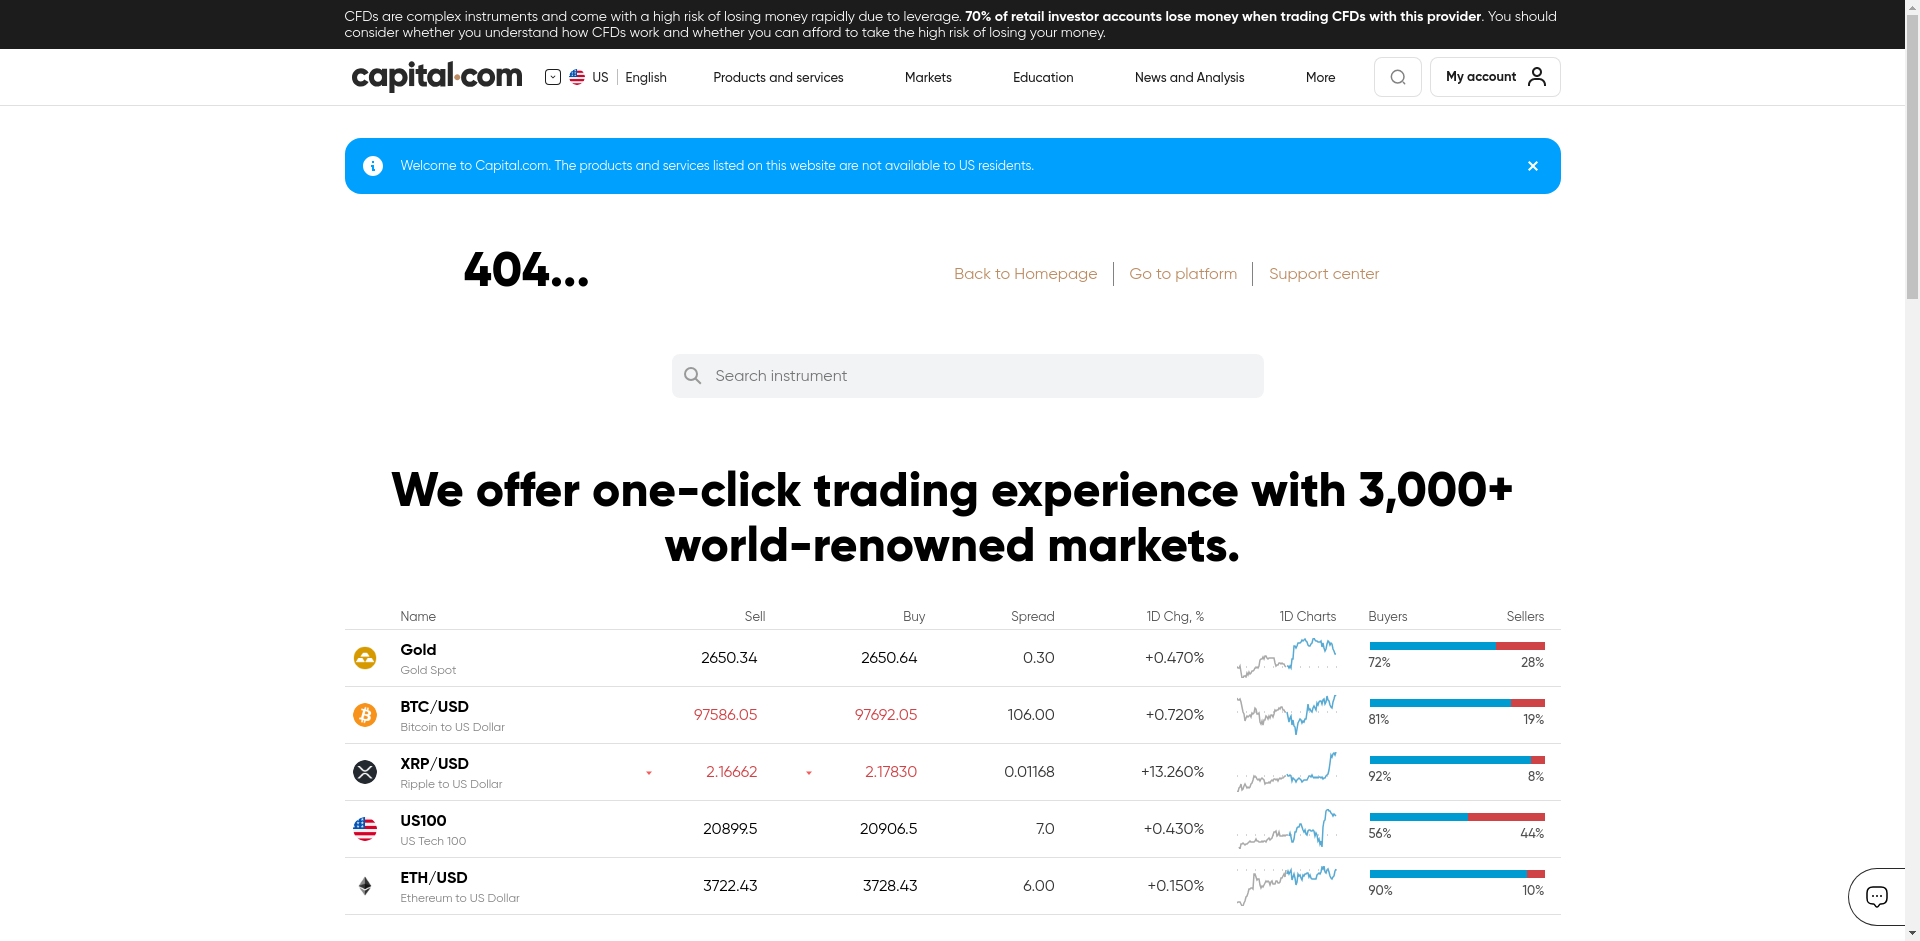 CFDs are complex instruments and come with a high risk of losing money rapidly due to leverage. 70% of retail investor accounts lose money when trading CFDs with this provider. You should
consider whether you understand how CFDs work and whether you can afford to take the high risk of losing your money.
capital.com US English Products and services Markets Education News and Analysis More My account
Welcome to Capital.com. The products and services listed on this website are not available to US residents.
404... Back to Homepage Go to platform Support center
Search instrument
We offer one-click trading experience with 3,000+
world-renowned markets.
Name Sell Buy Spread 1D Chg, % 1D Charts Buyers Sellers
Gold
Gold Spot
2650.34 2650.64 0.30 +0.470% 72% 28%
BTC/USD
Bitcoin to US Dollar
97586.05 97692.05 106.00 +0.720% 81% 19%
XRP/USD
Ripple to US Dollar
2.16662 2.17830 0.01168 +13.260% 92% 8%
US100
US Tech 100
20899.5 20906.5 7.0 +0.430% 56% 44%
ETH/USD
Ethereum to US Dollar
3722.43 3728.43 6.00 +0.150% 90% 10%